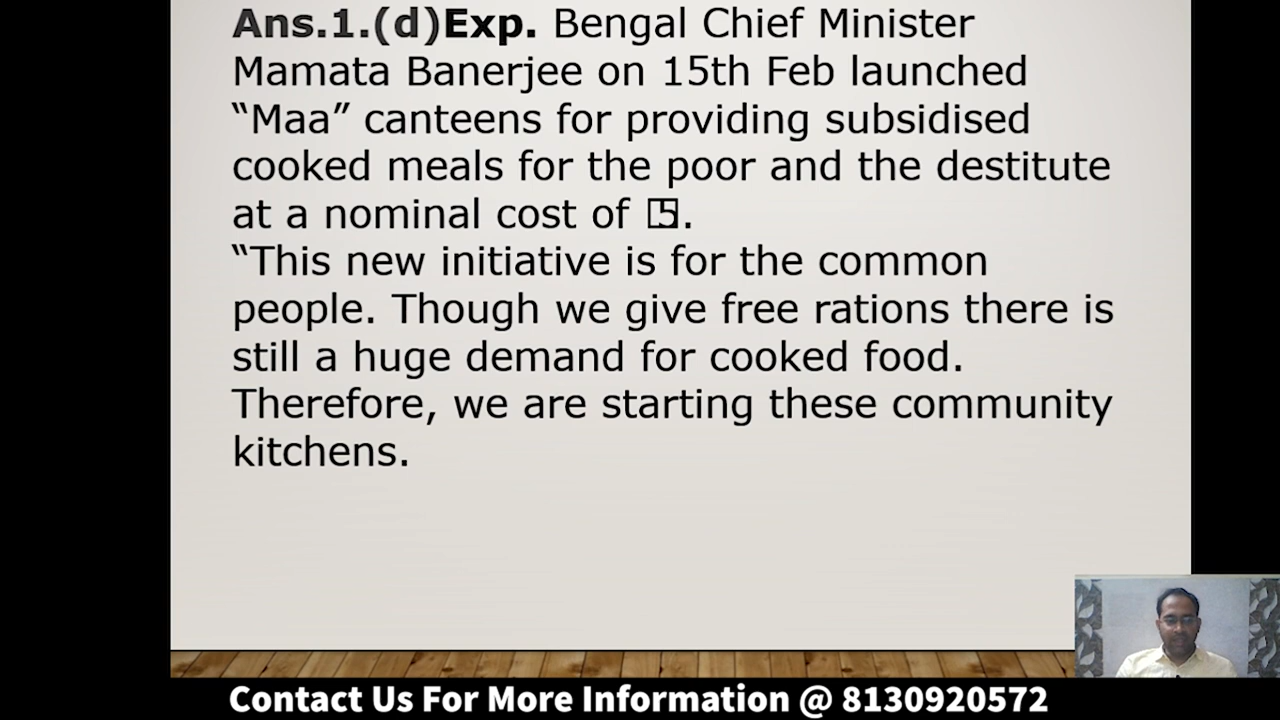 Ans.1.(d)Exp. Bengal Chief Minister
Mamata Banerjee on 15th Feb launched
“Maa” canteens for providing subsidised
cooked meals for the poor and the destitute
at a nominal cost of 5.
“This new initiative is for the common
people. Though we give free rations there is
still a huge demand for cooked food.
Therefore, we are starting these community
kitchens.
Contact Us For More Information @ 8130920572